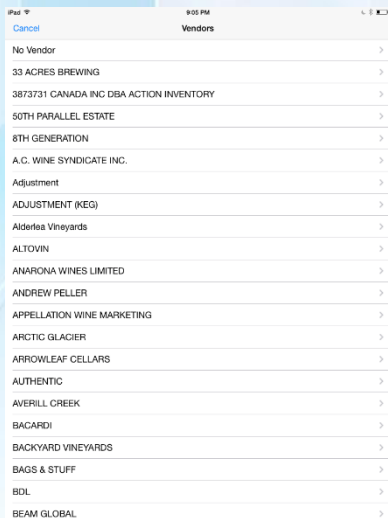 iPad 9:05 PM
Cancel Vendors
No Vendor
33 ACRES BREWING
3873731 CANADA INC DBA ACTION INVENTORY
50TH PARALLEL ESTATE
8TH GENERATION
A.C. WINE SYNDICATE INC.
Adjustment
ADJUSTMENT (KEG)
Alderlea Vineyards
ALTOVIN
ANARONA WINES LIMITED
ANDREW PELLER
APPELLATION WINE MARKETING
ARCTIC GLACIER
ARROWLEAF CELLARS
AUTHENTIC
AVERILL CREEK
BACARDI
BACKYARD VINEYARDS
BAGS & STUFF
BDL
BEAM GLOBAL